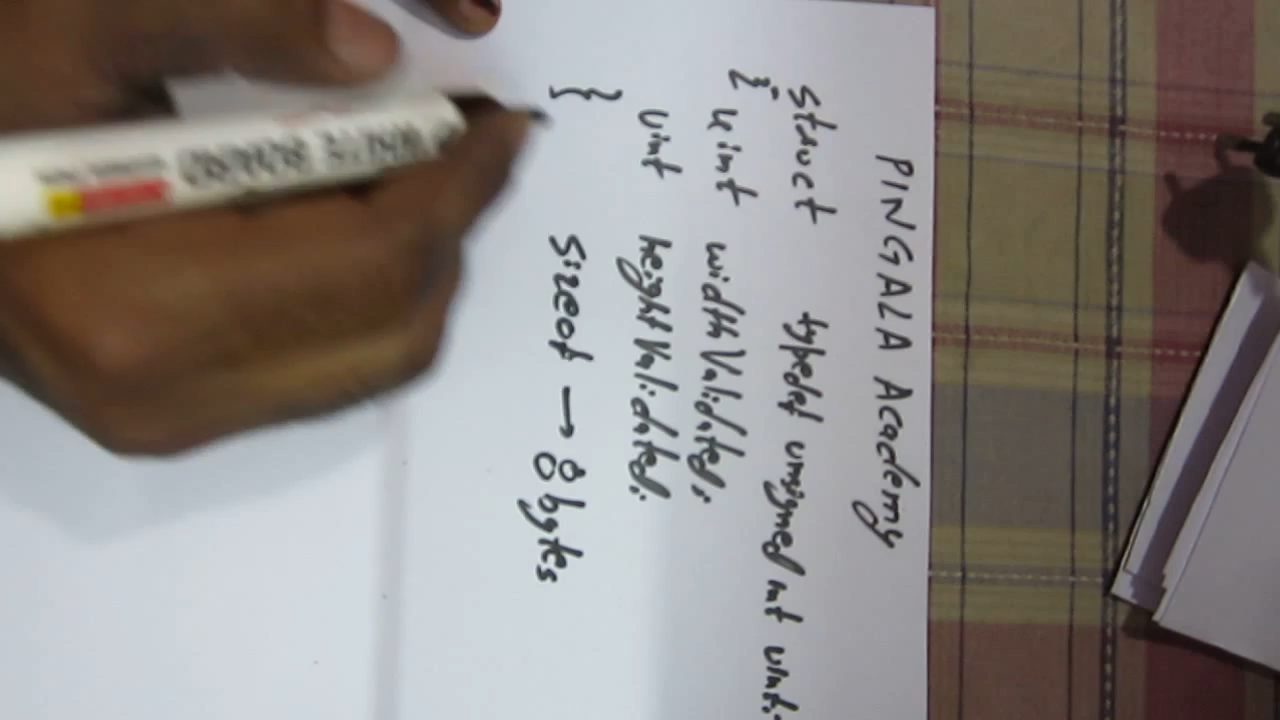 PINGALA Academy
struct typedef unsigned int uint;
{
uint widthValidated;
uint heightValidated;
} sizeof → 8 bytes